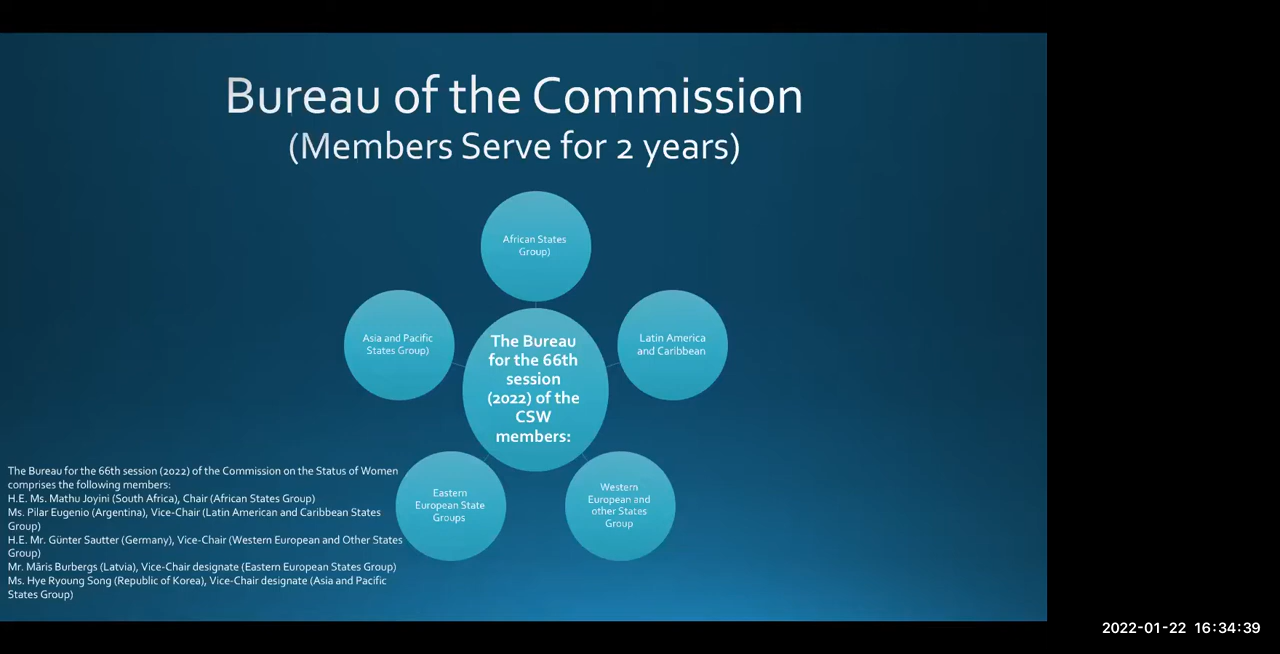 Bureau of the Commission
(Members Serve for 2 years)
African States
Group)
Asia and Pacific
States Group)
Latin America
and Caribbean
The Bureau
for the 66th
session
(2022) of the
CSW
members:
Eastern
European State
Groups
Western
European and
other States
Group
The Bureau for the 66th session (2022) of the Commission on the Status of Women
comprises the following members:
H.E. Ms. Mathu Joyini (South Africa), Chair (African States Group)
Ms. Pilar Eugenio (Argentina), Vice-Chair (Latin American and Caribbean States
Group)
H.E. Mr. Günter Sautter (Germany), Vice-Chair (Western European and Other States
Group)
Mr. Māris Burbergs (Latvia), Vice-Chair designate (Eastern European States Group)
Ms. Hye Ryoung Song (Republic of Korea), Vice-Chair designate (Asia and Pacific
States Group)
2022-01-22 16:34:39